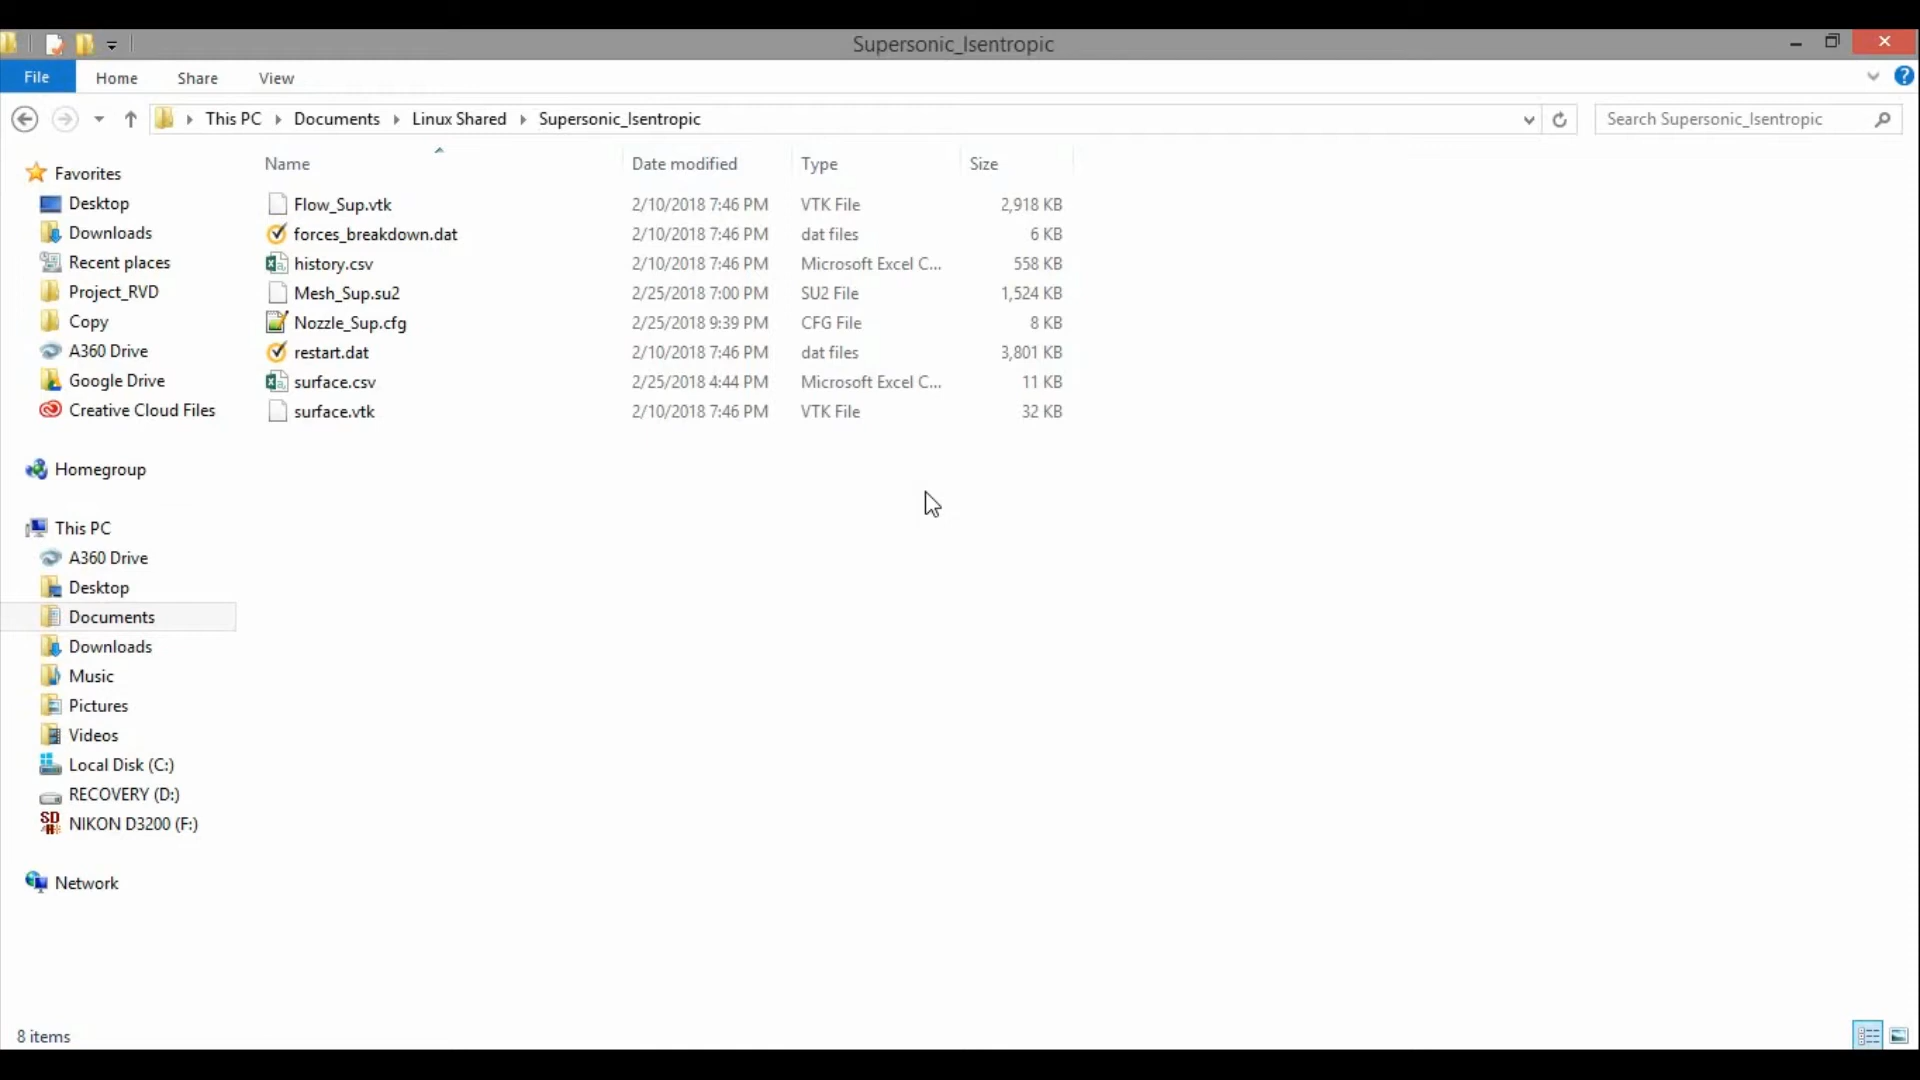 Supersonic_Isentropic
File Home Share View
This PC Documents Linux Shared Supersonic_Isentropic
Search Supersonic_Isentropic
Name Date modified Type Size
Flow_Sup.vtk 2/10/2018 7:46 PM VTK File 2,918 KB
forces_breakdown.dat 2/10/2018 7:46 PM dat files 6 KB
history.csv 2/10/2018 7:46 PM Microsoft Excel C... 558 KB
Mesh_Sup.su2 2/25/2018 7:00 PM SU2 File 1,524 KB
Nozzle_Sup.cfg 2/25/2018 9:39 PM CFG File 8 KB
restart.dat 2/10/2018 7:46 PM dat files 3,801 KB
surface.csv 2/25/2018 4:44 PM Microsoft Excel C... 11 KB
surface.vtk 2/10/2018 7:46 PM VTK File 32 KB
Favorites
Desktop
Downloads
Recent places
Project_RVD
Copy
A360 Drive
Google Drive
Creative Cloud Files
Homegroup
This PC
A360 Drive
Desktop
Documents
Downloads
Music
Pictures
Videos
Local Disk (C:)
RECOVERY (D:)
NIKON D3200 (F:)
Network
8 items